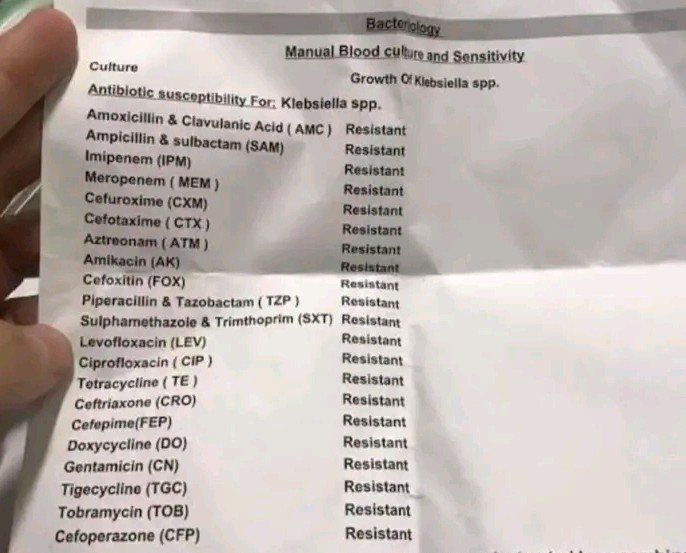 Bacteriology
Manual Blood culture and Sensitivity
Culture Growth Of Klebsiella spp.
Antibiotic susceptibility For: Klebsiella spp.
Amoxicillin & Clavulanic Acid ( AMC ) Resistant
Ampicillin & sulbactam (SAM) Resistant
Imipenem (IPM) Resistant
Meropenem ( MEM ) Resistant
Cefuroxime (CXM) Resistant
Cefotaxime ( CTX ) Resistant
Aztreonam ( ATM ) Resistant
Amikacin (AK) Resistant
Cefoxitin (FOX) Resistant
Piperacillin & Tazobactam ( TZP ) Resistant
Sulphamethazole & Trimthoprim (SXT) Resistant
Levofloxacin (LEV) Resistant
Ciprofloxacin ( CIP ) Resistant
Tetracycline ( TE ) Resistant
Ceftriaxone (CRO) Resistant
Cefepime(FEP) Resistant
Doxycycline (DO) Resistant
Gentamicin (CN) Resistant
Tigecycline (TGC) Resistant
Tobramycin (TOB) Resistant
Cefoperazone (CFP) Resistant